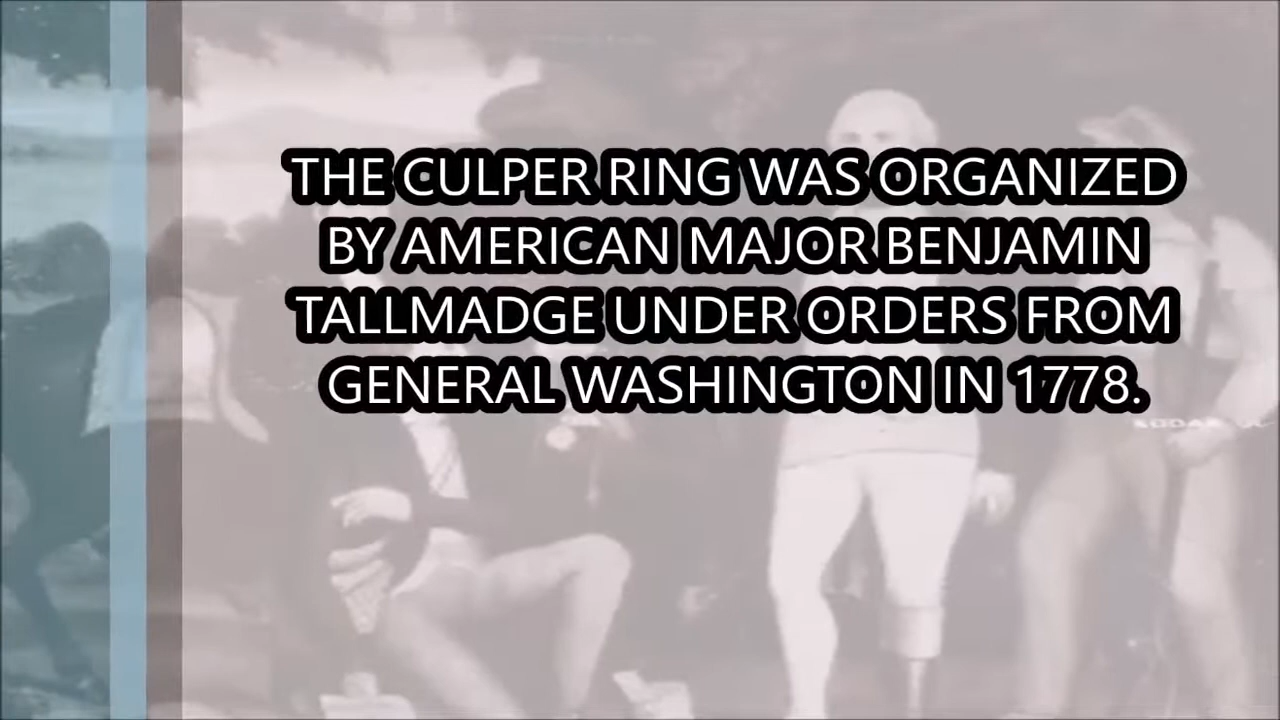 THE CULPER RING WAS ORGANIZED
BY AMERICAN MAJOR BENJAMIN
TALLMADGE UNDER ORDERS FROM
GENERAL WASHINGTON IN 1778.